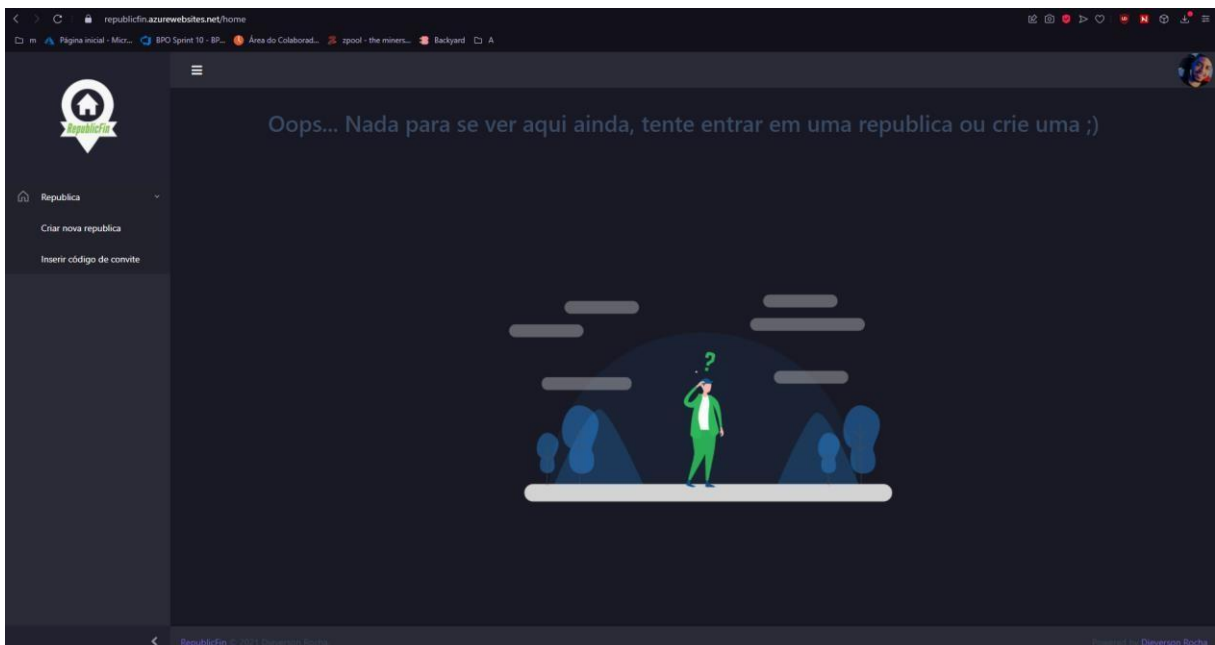 republicfin.azurewebsites.net/home
m Página inicial - Micr... BPO Sprint 10 - BP... Área do Colaborad... zpool - the miners... Backyard A
RepublicFin
Oops... Nada para se ver aqui ainda, tente entrar em uma republica ou crie uma ;)
Republica
Criar nova republica
Inserir código de convite
?
RepublicFin © 2021 Dieverson Rocha
Powered by Dieverson Rocha